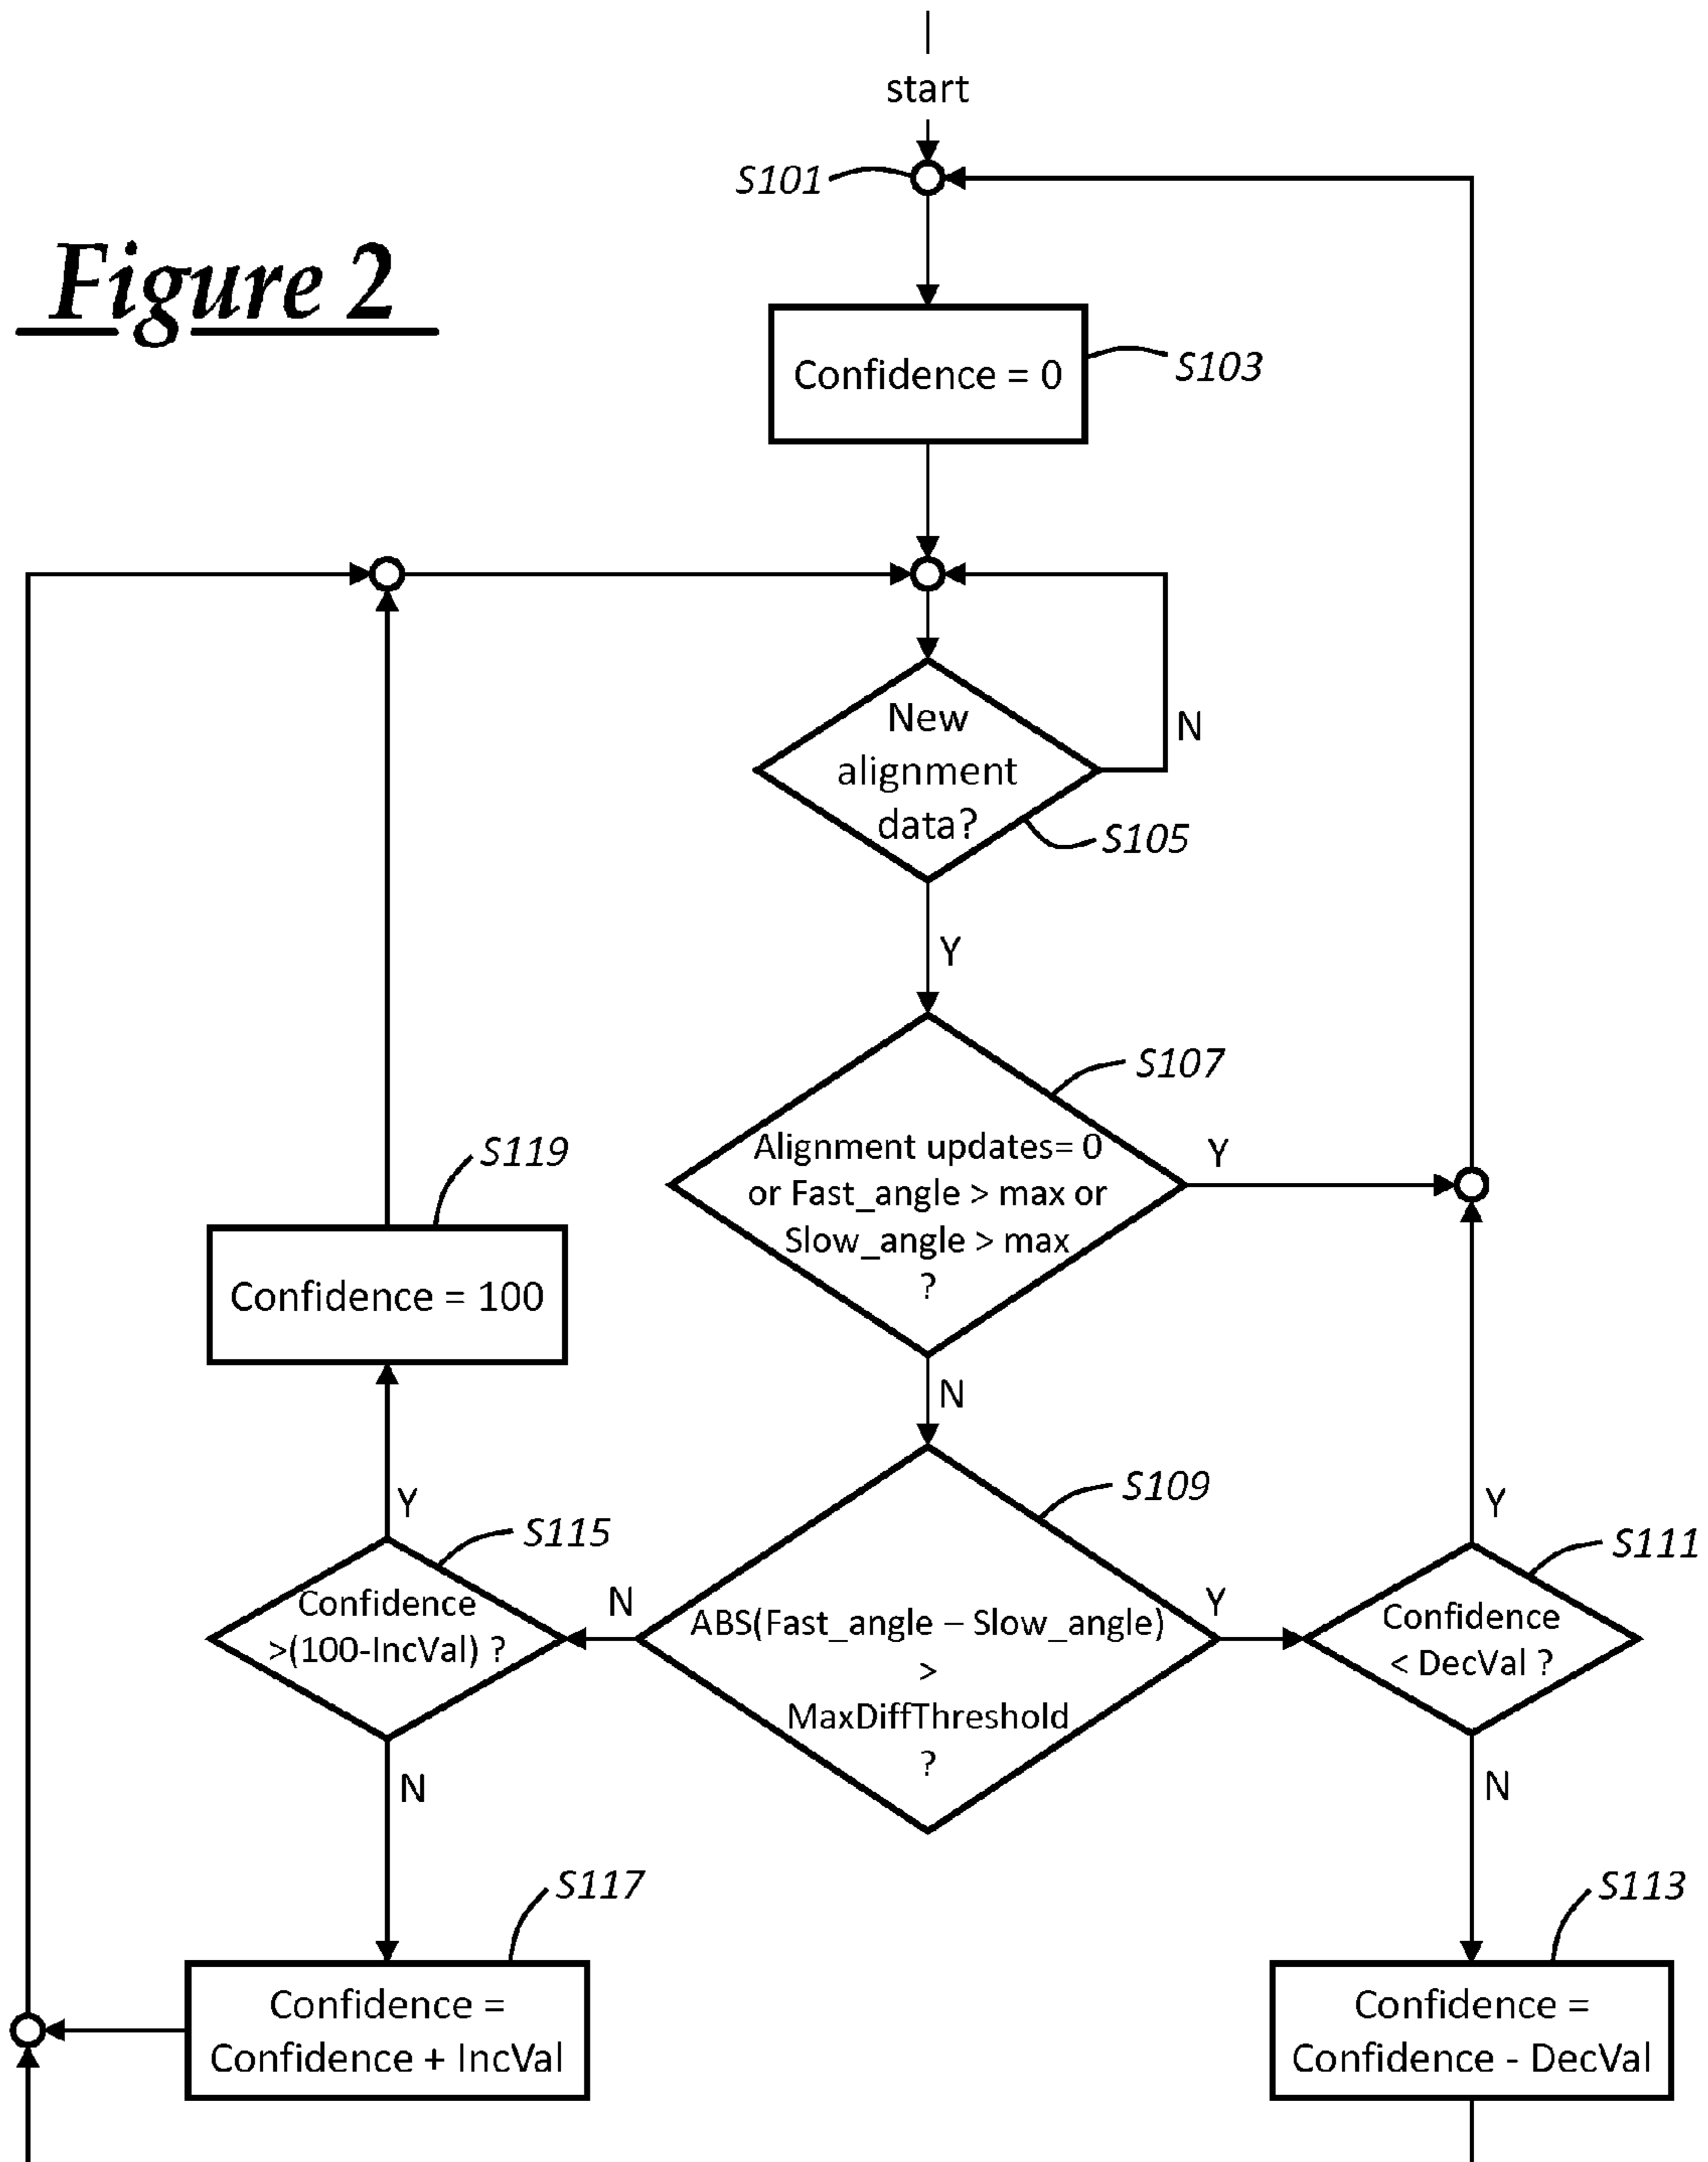 start
S101
Figure 2
Confidence = 0
S103
New
alignment
data?
N
S105
Y
S107
Alignment updates= 0
or Fast_angle > max or
Slow_angle > max
?
Y
N
S119
Confidence = 100
Y
S115
Confidence
>(100-IncVal) ?
N
S109
ABS(Fast_angle – Slow_angle)
>
MaxDiffThreshold
?
Y
Y
S111
Confidence
< DecVal ?
N
N
S117
Confidence =
Confidence + IncVal
S113
Confidence =
Confidence - DecVal